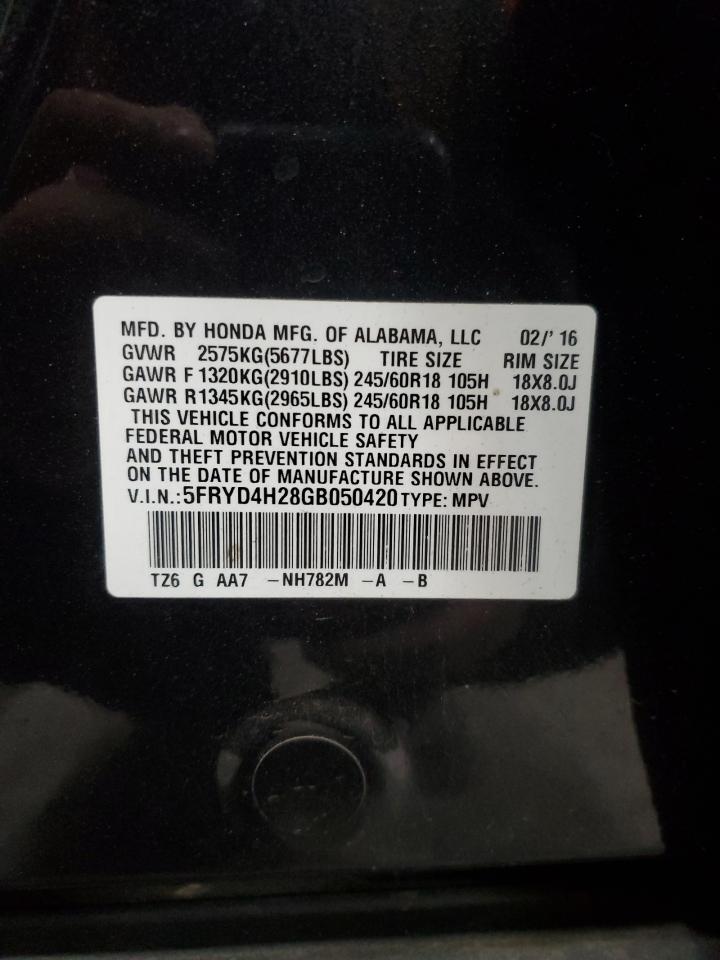 MFD. BY HONDA MFG. OF ALABAMA, LLC 02/' 16
GVWR 2575KG(5677LBS) TIRE SIZE RIM SIZE
GAWR F 1320KG(2910LBS) 245/60R18 105H 18X8.0J
GAWR R1345KG(2965LBS) 245/60R18 105H 18X8.0J
THIS VEHICLE CONFORMS TO ALL APPLICABLE
FEDERAL MOTOR VEHICLE SAFETY
AND THEFT PREVENTION STANDARDS IN EFFECT
ON THE DATE OF MANUFACTURE SHOWN ABOVE.
V.I.N.:5FRYD4H28GB050420 TYPE: MPV
TZ6 G AA7 -NH782M -A -B